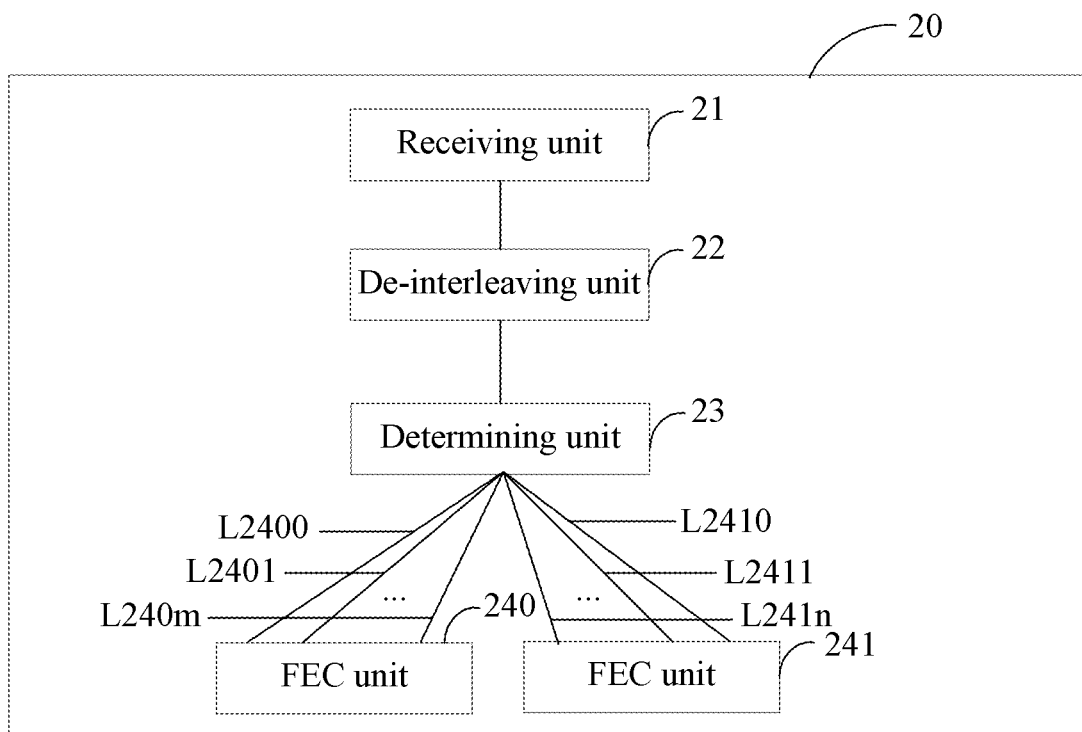 20
21
Receiving unit
22
De-interleaving unit
23
Determining unit
L2400
L2410
L2401
L2411
...
...
L240m
240
L241n
241
FEC unit
FEC unit